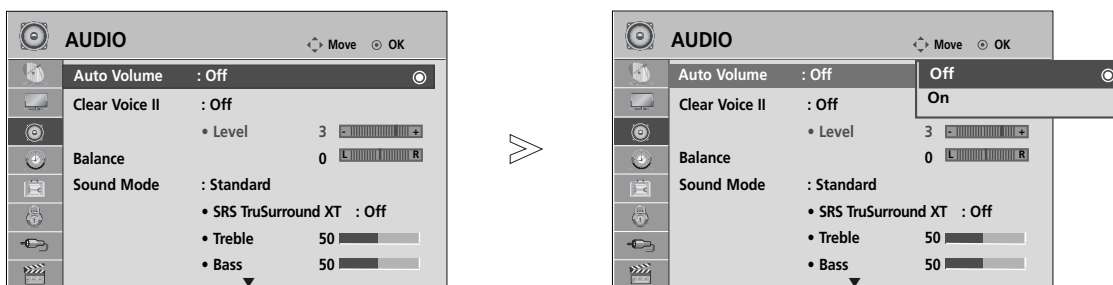 AUDIO
Move OK
Auto Volume : Off
Clear Voice II : Off
• Level 3 - +
Balance 0 L R
Sound Mode : Standard
• SRS TruSurround XT : Off
• Treble 50
• Bass 50
>
AUDIO
Move OK
Auto Volume : Off
Off
On
Clear Voice II : Off
• Level 3 - +
Balance 0 L R
Sound Mode : Standard
• SRS TruSurround XT : Off
• Treble 50
• Bass 50